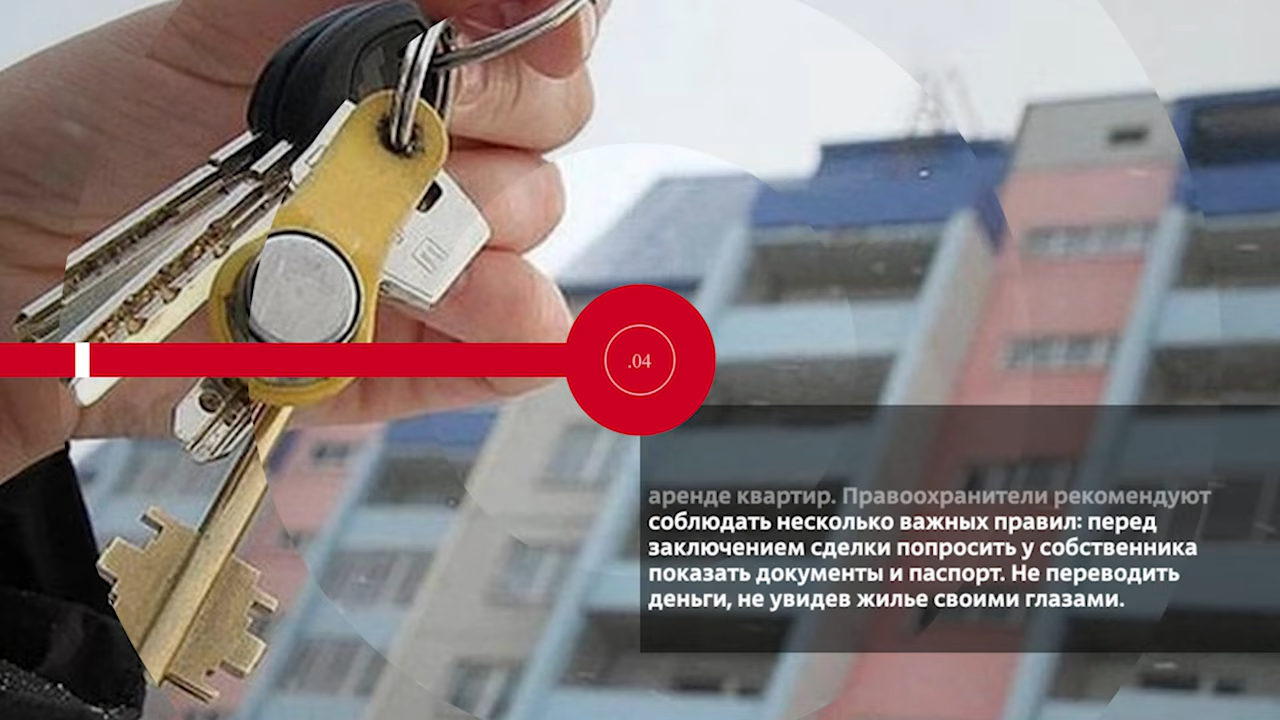 .04
аренде квартир. Правоохранители рекомендуют
соблюдать несколько важных правил: перед
заключением сделки попросить у собственника
показать документы и паспорт. Не переводить
деньги, не увидев жилье своими глазами.